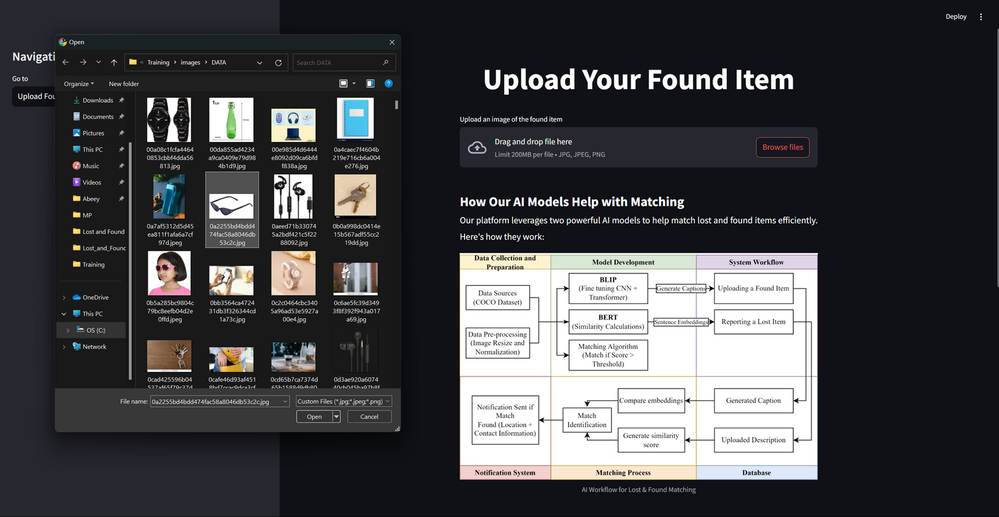 Deploy
Navigati
Go to
Upload Fou
Open
Training
images
DATA
Search DATA
Organize
New folder
Downloads
Documents
Pictures
This PC
Music
Videos
Abeey
MP
Lost and Found
Lost_and_Founc
Training
OneDrive
This PC
OS (C:)
Network
1Ltr
00a08c1fcfa4464
0853cbbf4dda56
813.jpg
00da855ad4234
a9ca0409e79d98
4b1d9.jpg
00e985d4d6444
e8092d09ca6bfd
f838a.jpg
0a4caec7f4604b
219e716cb6a004
e276.jpg
0a7af5312d5d45
ea811f1afa6a7cf
97d.jpeg
0a2255bd4bdd4
74fac58a8046db
53c2c.jpg
0aeed71b33074
5a2bdf421c5f22
88092.jpg
0b0a998dc0414e
15b567adf55cc2
19dd.jpg
0b5a285bc9804c
79bc8eefb04d2e
0ffd.jpeg
0bb3564ca4724
31db3f326344cd
1a73c.jpg
0c2c0464cbc340
5a96ad53e5927a
00e4.jpg
0c6ae5fc39d349
3f8f392f943a017
a69.jpg
0cad425596b04
537af65f79c37d
0cafe46d93af451
8bd7ccac9dca3cf
0cd65b7ca7374d
65b1588d9db80
0d3ae920a6074
40cb045ba97b8f
File name:
0a2255bd4bdd474fac58a8046db53c2c.jpg
Custom Files (*.jpg;*.jpeg;*.png)
Open
Cancel
Upload Your Found Item
Upload an image of the found item
Drag and drop file here
Limit 200MB per file • JPG, JPEG, PNG
Browse files
How Our AI Models Help with Matching
Our platform leverages two powerful AI models to help match lost and found items efficiently.
Here's how they work:
Data Collection and
Preparation
Model Development
System Workflow
Data Sources
(COCO Dataset)
Data Pre-processing
(Image Resize and
Normalization)
BLIP
(Fine tuning CNN +
Transformer)
Generate Captions
Uploading a Found Item
BERT
(Similarity Calculations)
Sentence Embeddings
Reporting a Lost Item
Matching Algorithm
(Match if Score >
Threshold)
Notification Sent if
Match
Found (Location +
Contact Information)
Match
Identification
Compare embeddings
Generated Caption
Generate similarity
score
Uploaded Description
Notification System
Matching Process
Database
AI Workflow for Lost & Found Matching